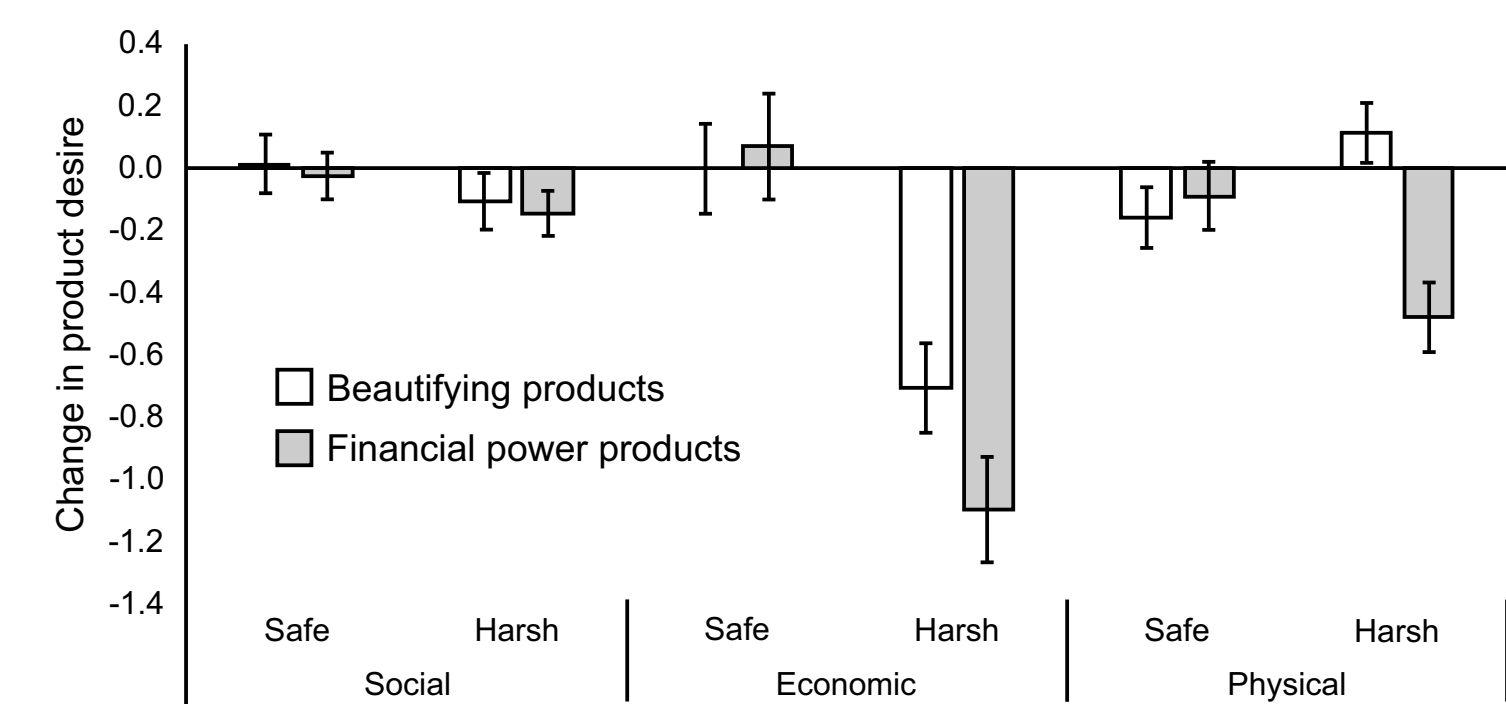 Change in product desire
0.4
0.2
0.0
-0.2
-0.4
-0.6
-0.8
-1.0
-1.2
-1.4
Beautifying products
Financial power products
Safe Harsh Safe Harsh Safe Harsh
Social Economic Physical